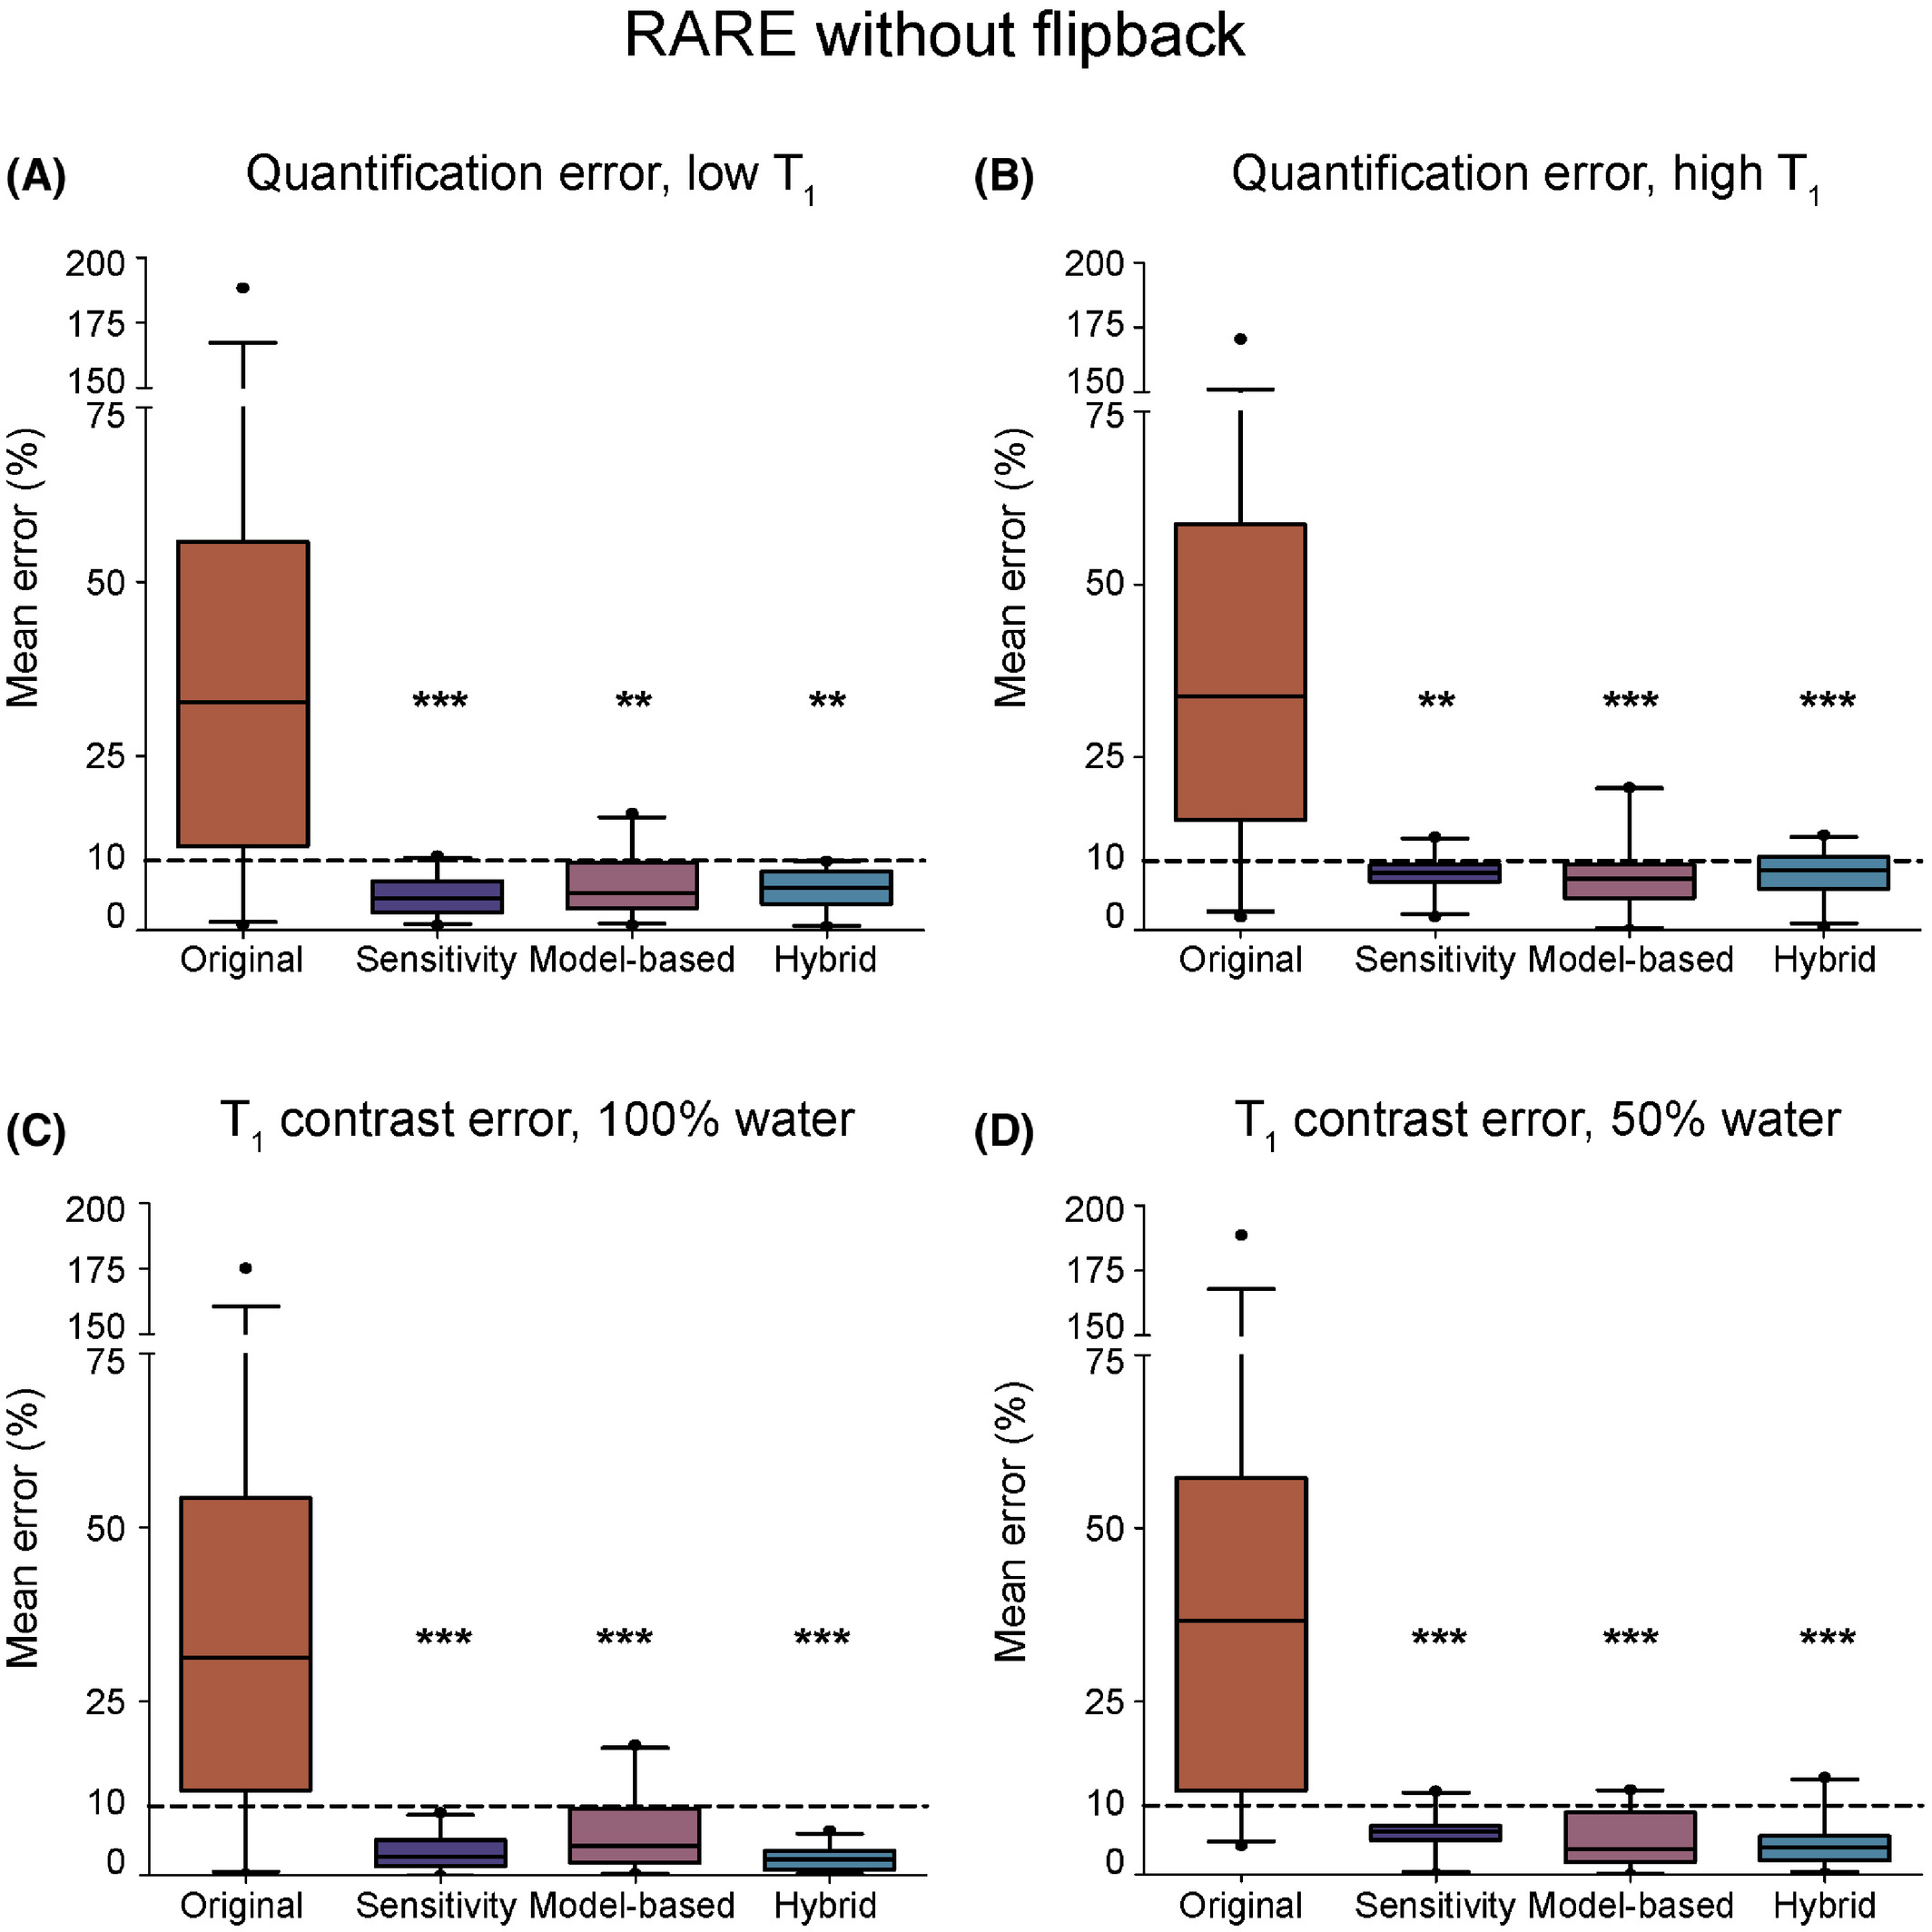 RARE without flipback
(A) Quantification error, low T1
Mean error (%)
200
175
150
75
50
25
10
0
*** ** **
Original Sensitivity Model-based Hybrid
(B) Quantification error, high T1
Mean error (%)
200
175
150
75
50
25
10
0
** *** ***
Original Sensitivity Model-based Hybrid
(C) T1 contrast error, 100% water
Mean error (%)
200
175
150
75
50
25
10
0
*** *** ***
Original Sensitivity Model-based Hybrid
(D) T1 contrast error, 50% water
Mean error (%)
200
175
150
75
50
25
10
0
*** *** ***
Original Sensitivity Model-based Hybrid